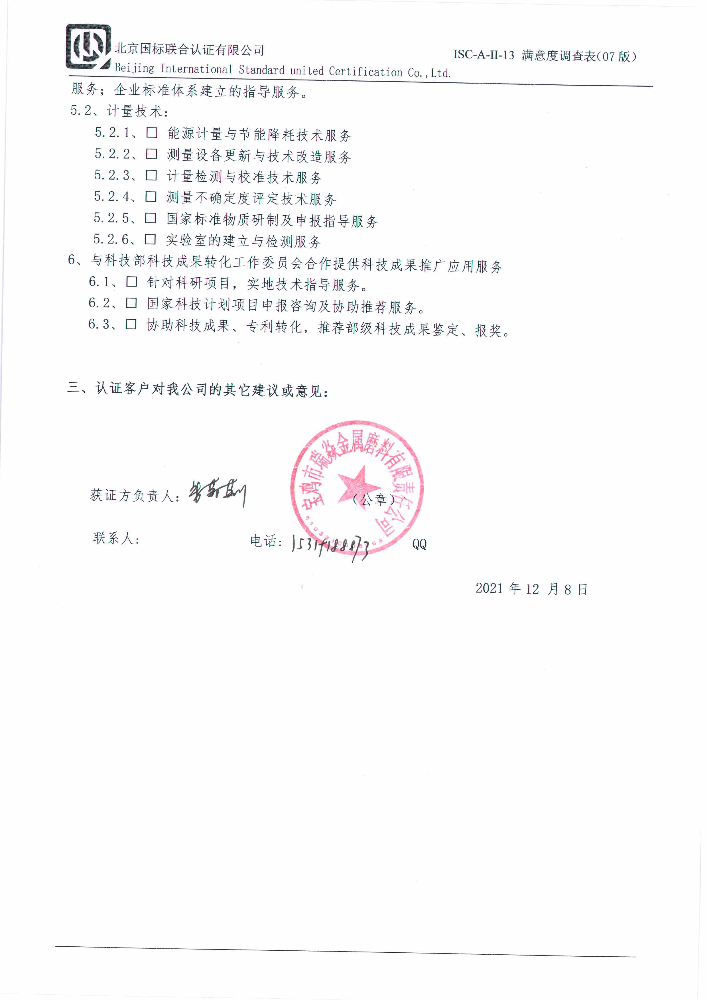 北京国标联合认证有限公司
ISC-A-II-13 满意度调查表(07 版)
Beijing International Standard united Certification Co.,Ltd.
服务；企业标准体系建立的指导服务。
5.2、计量技术：
5.2.1、□ 能源计量与节能降耗技术服务
5.2.2、□ 测量设备更新与技术改造服务
5.2.3、□ 计量检测与校准技术服务
5.2.4、□ 测量不确定度评定技术服务
5.2.5、□ 国家标准物质研制及申报指导服务
5.2.6、□ 实验室的建立与检测服务
6、与科技部科技成果转化工作委员会合作提供科技成果推广应用服务
6.1、□ 针对科研项目，实地技术指导服务。
6.2、□ 国家科技计划项目申报咨询及协助推荐服务。
6.3、□ 协助科技成果、专利转化，推荐部级科技成果鉴定、报奖。
三、认证客户对我公司的其它建议或意见：
宝鸡市瑞焱金属磨料有限责任公司
获证方负责人：
（公章）
联系人：
电话：15314188873
QQ
2021 年 12 月 8 日